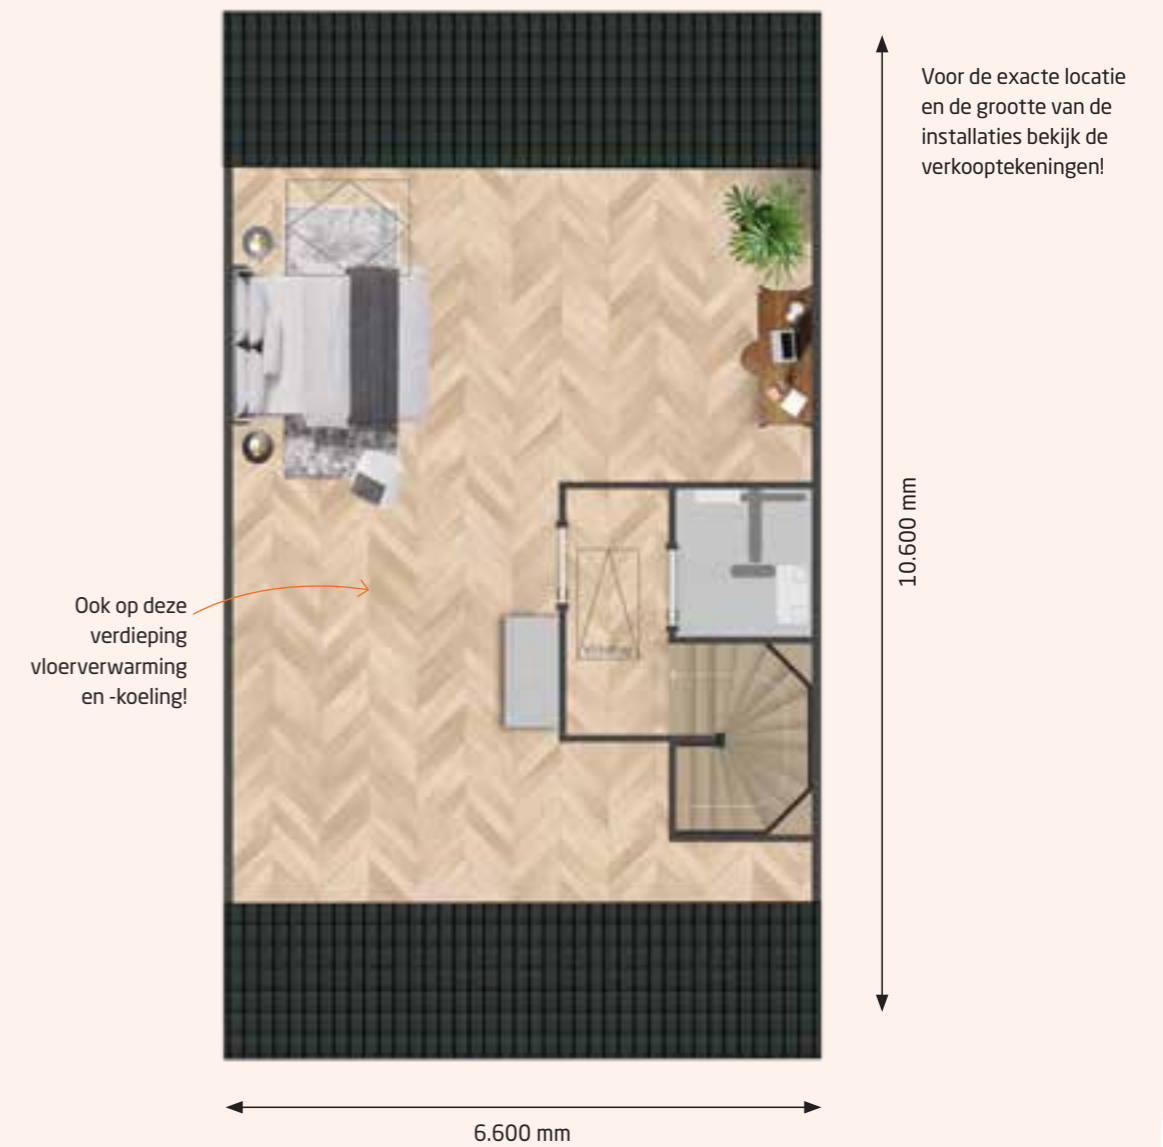 Voor de exacte locatie
en de grootte van de
installaties bekijk de
verkooptekeningen!
10.600 mm
Ook op deze
verdieping
vloerverwarming
en -koeling!
6.600 mm